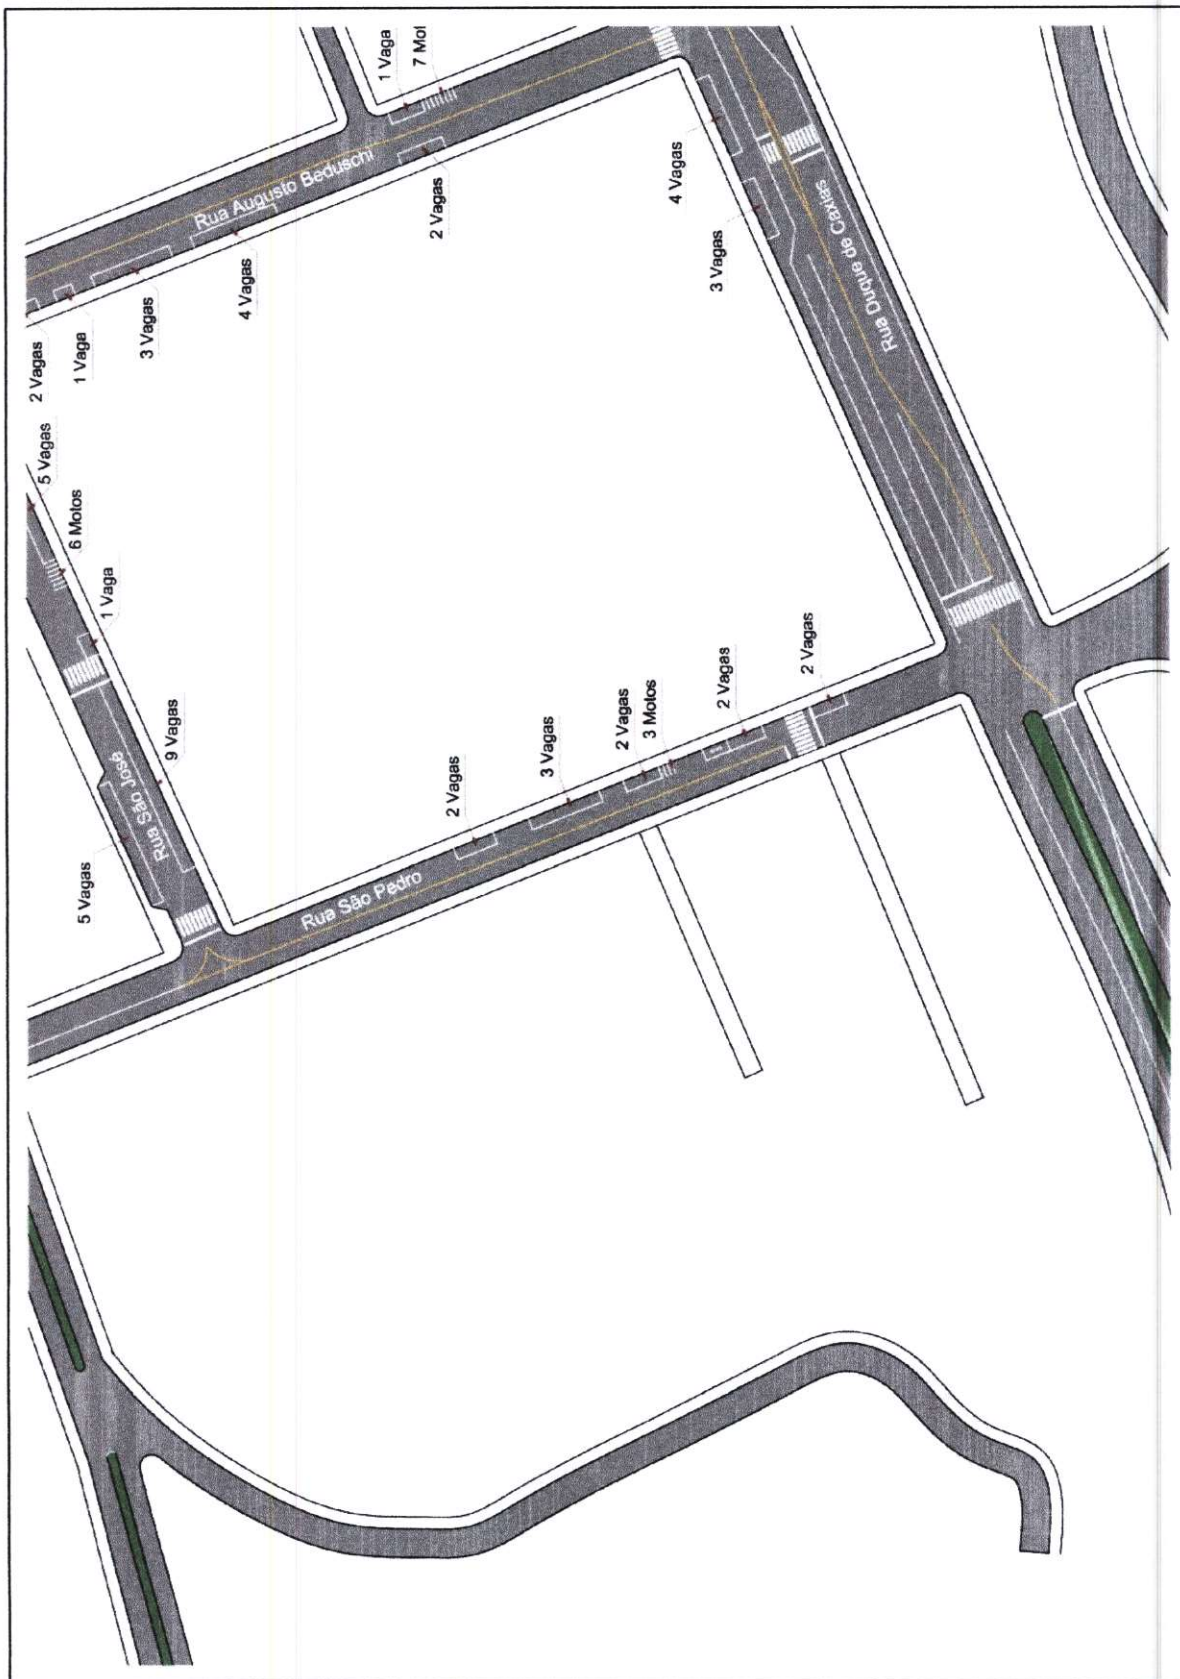 1 Vaga
7 Mot
Rua Augusto Beduschi
2 Vagas
4 Vagas
3 Vagas
1 Vaga
2 Vagas
4 Vagas
3 Vagas
Rua Duque de Caxias
5 Vagas
6 Motos
1 Vaga
9 Vagas
Rua São José
5 Vagas
2 Vagas
3 Vagas
2 Vagas
3 Motos
2 Vagas
2 Vagas
Rua São Pedro